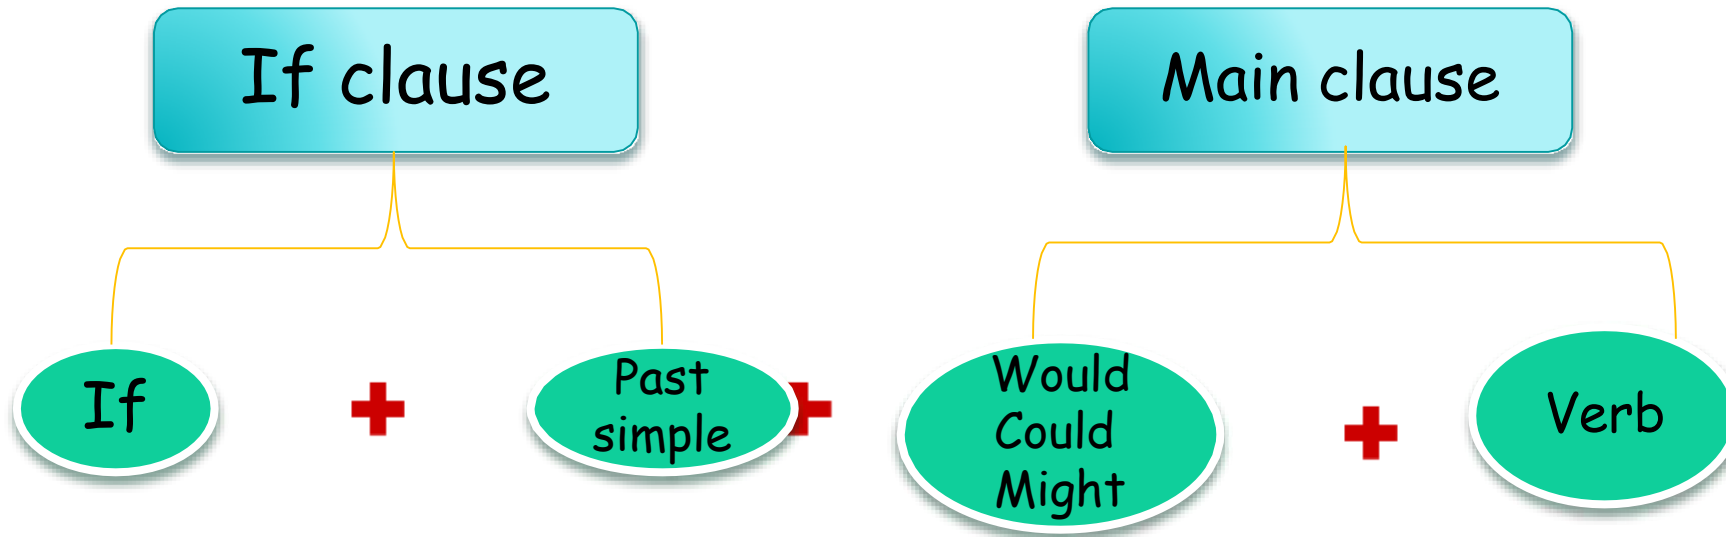 If clause
Main clause
If
Past
simple
Would
Could
Might
Verb